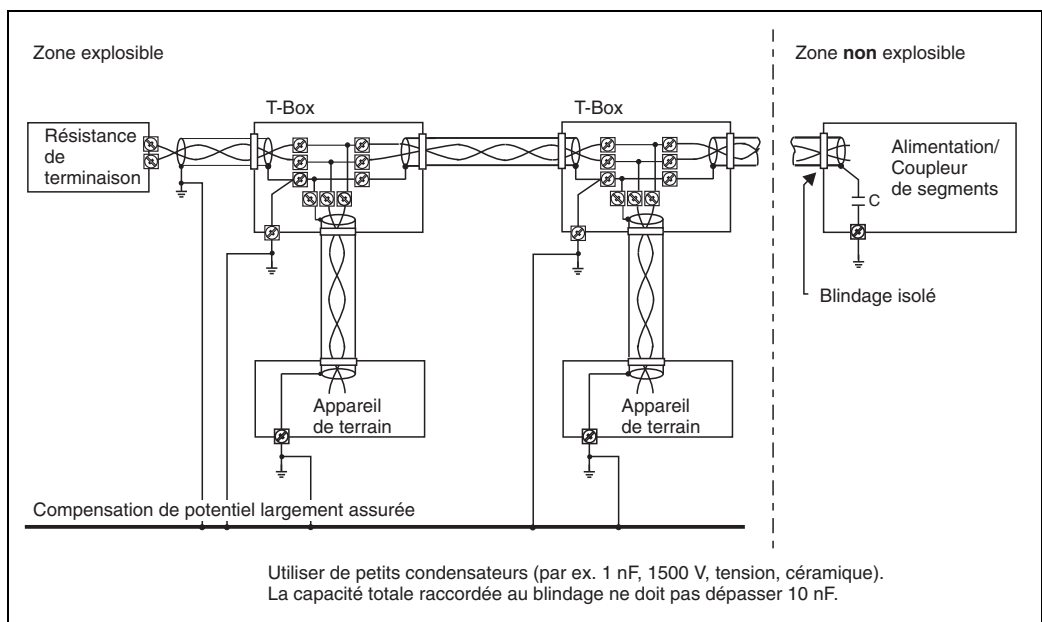 Zone explosible
Zone non explosible
T-Box
T-Box
Résistance
de
terminaison
Alimentation/
Coupleur
de segments
C
Blindage isolé
Appareil
de terrain
Appareil
de terrain
Compensation de potentiel largement assurée
Utiliser de petits condensateurs (par ex. 1 nF, 1500 V, tension, céramique).
La capacité totale raccordée au blindage ne doit pas dépasser 10 nF.